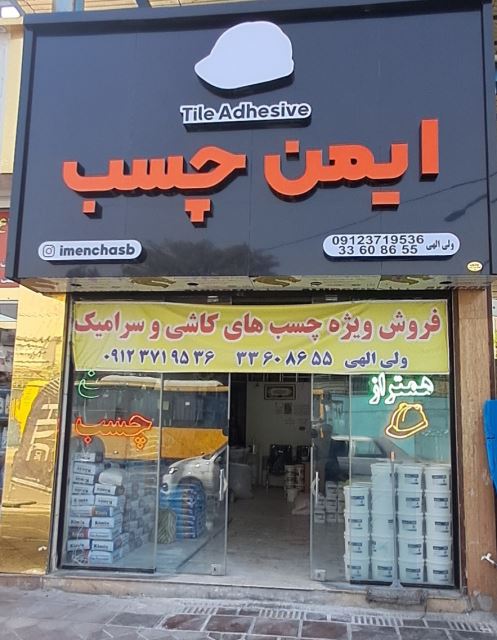 Tile Adhesive
ایمن چسب
imenchasb
ولی الهی 09123719536
33 60 86 55
فروش ویژه چسب های کاشی و سرامیک
ولی الهی ۳۳۶۰۸۶۵۵ ۰۹۱۲۳۷۱۹۵۳۶
همتراز
چسب